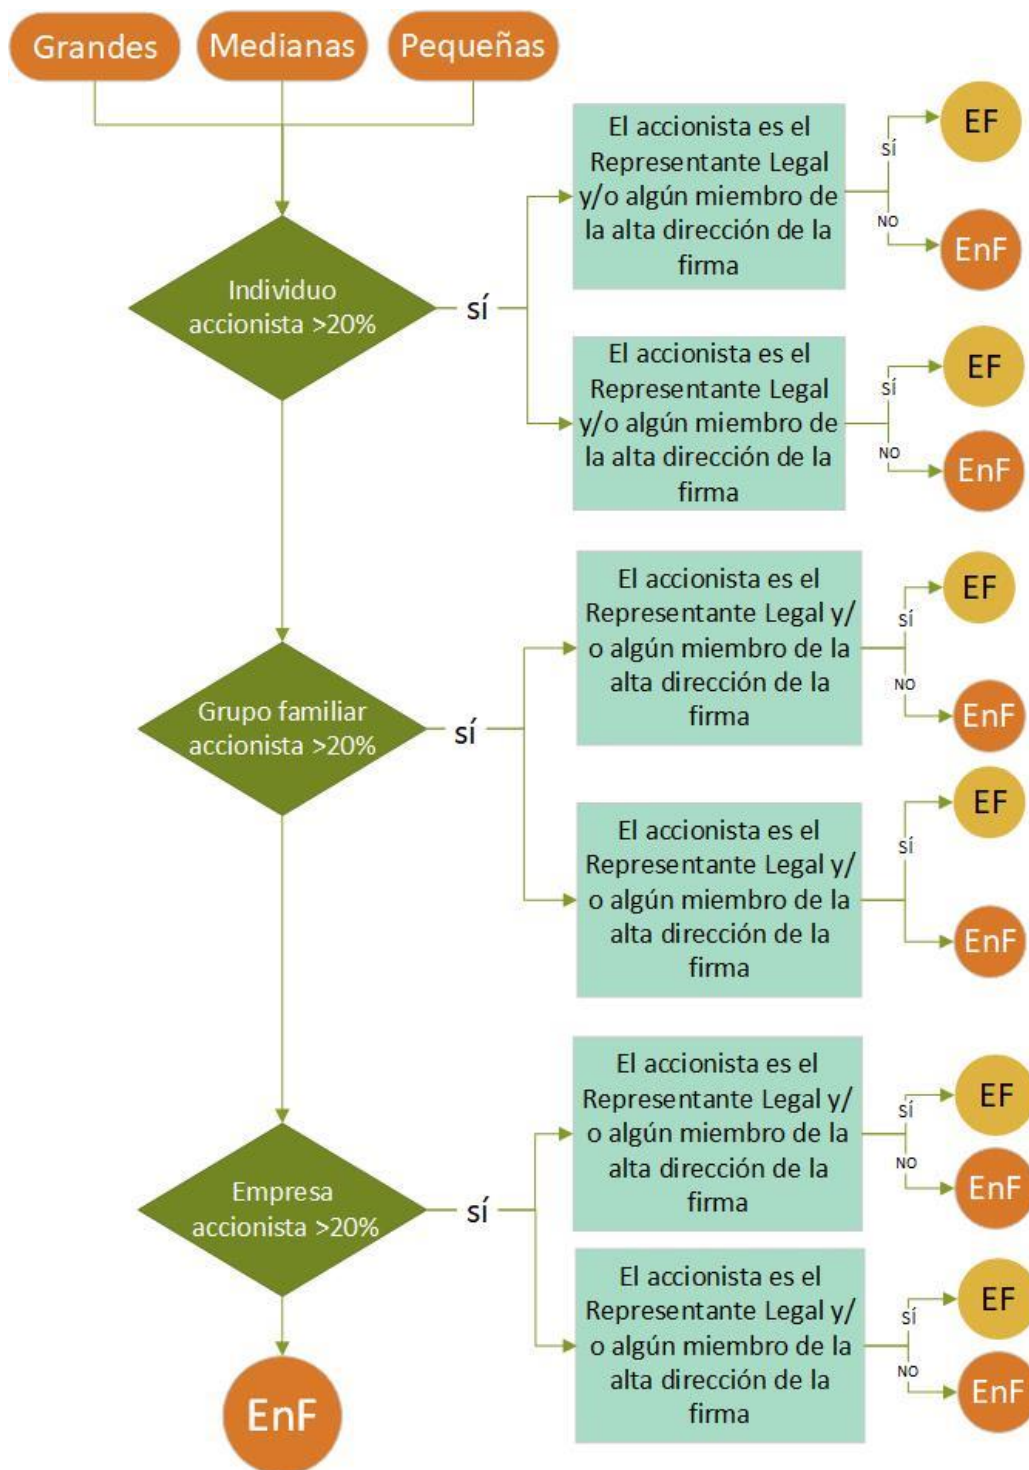 Grandes
Medianas
Pequeñas
Individuo
accionista >20%
sí
El accionista es el
Representante Legal
y/o algún miembro de
la alta dirección de la
firma
SÍ
EF
NO
EnF
El accionista es el
Representante Legal
y/o algún miembro de
la alta dirección de la
firma
SÍ
EF
NO
EnF
Grupo familiar
accionista >20%
sí
El accionista es el
Representante Legal y/
o algún miembro de la
alta dirección de la
firma
SÍ
EF
NO
EnF
El accionista es el
Representante Legal y/
o algún miembro de la
alta dirección de la
firma
SÍ
EF
EnF
Empresa
accionista >20%
sí
El accionista es el
Representante Legal y/
o algún miembro de la
alta dirección de la
firma
SÍ
EF
NO
EnF
El accionista es el
Representante Legal y/
o algún miembro de la
alta dirección de la
firma
SÍ
EF
NO
EnF
EnF